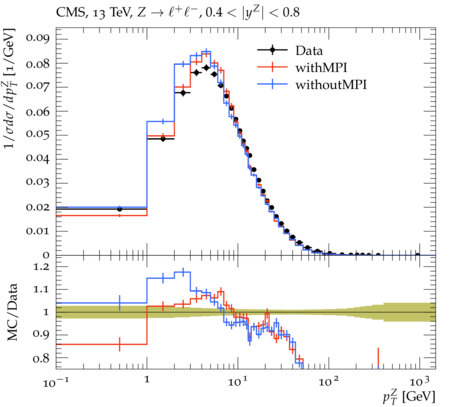 CMS, 13 TeV, Z → ℓ⁺ℓ⁻, 0.4 < |y^Z| < 0.8
1/σdσ/dp_T^Z [1/GeV]
0.09
0.08
0.07
0.06
0.05
0.04
0.03
0.02
0.01
0
Data
withMPI
withoutMPI
MC/Data
1.2
1.1
1
0.9
0.8
10⁻¹ 1 10¹ 10² 10³
p_T^Z [GeV]